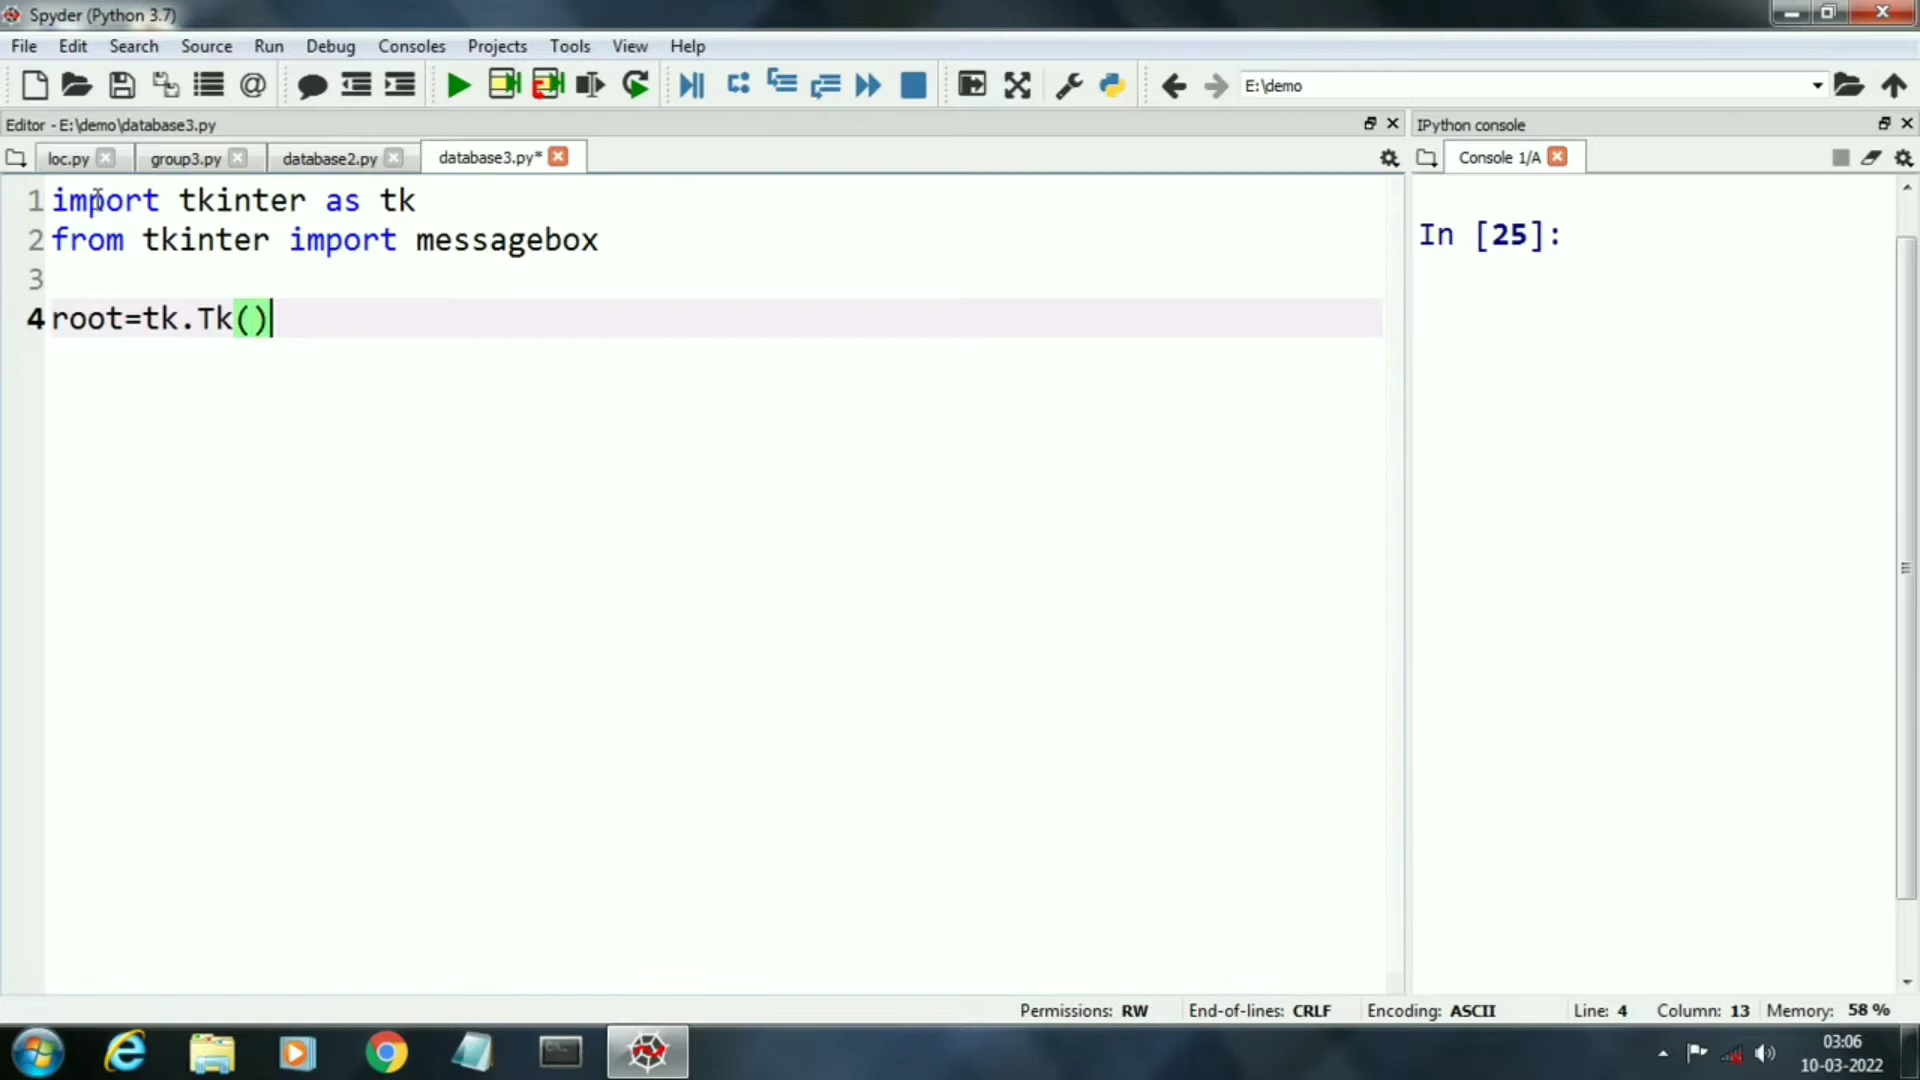 Spyder (Python 3.7)
File Edit Search Source Run Debug Consoles Projects Tools View Help
E:\demo
Editor - E:\demo\database3.py
IPython console
loc.py group3.py database2.py database3.py*
Console 1/A
1 import tkinter as tk
2 from tkinter import messagebox
3
4 root=tk.Tk()
In [25]:
Permissions: RW End-of-lines: CRLF Encoding: ASCII Line: 4 Column: 13 Memory: 58 %
03:06
10-03-2022